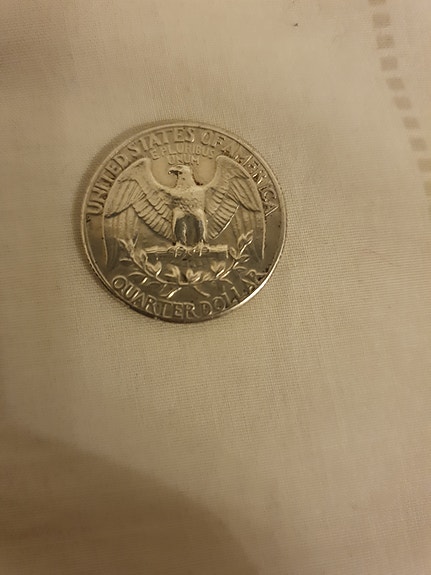 UNITED STATES OF AMERICA
E PLURIBUS
UNUM
QUARTER DOLLAR